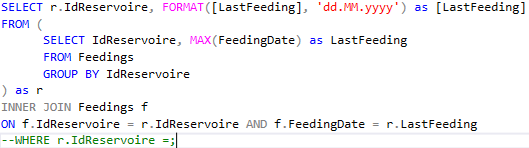 SELECT r.IdReservoire, FORMAT([LastFeeding], 'dd.MM.yyyy') as [LastFeeding]
FROM (
SELECT IdReservoire, MAX(FeedingDate) as LastFeeding
FROM Feedings
GROUP BY IdReservoire
) as r
INNER JOIN Feedings f
ON f.IdReservoire = r.IdReservoire AND f.FeedingDate = r.LastFeeding
--WHERE r.IdReservoire =;